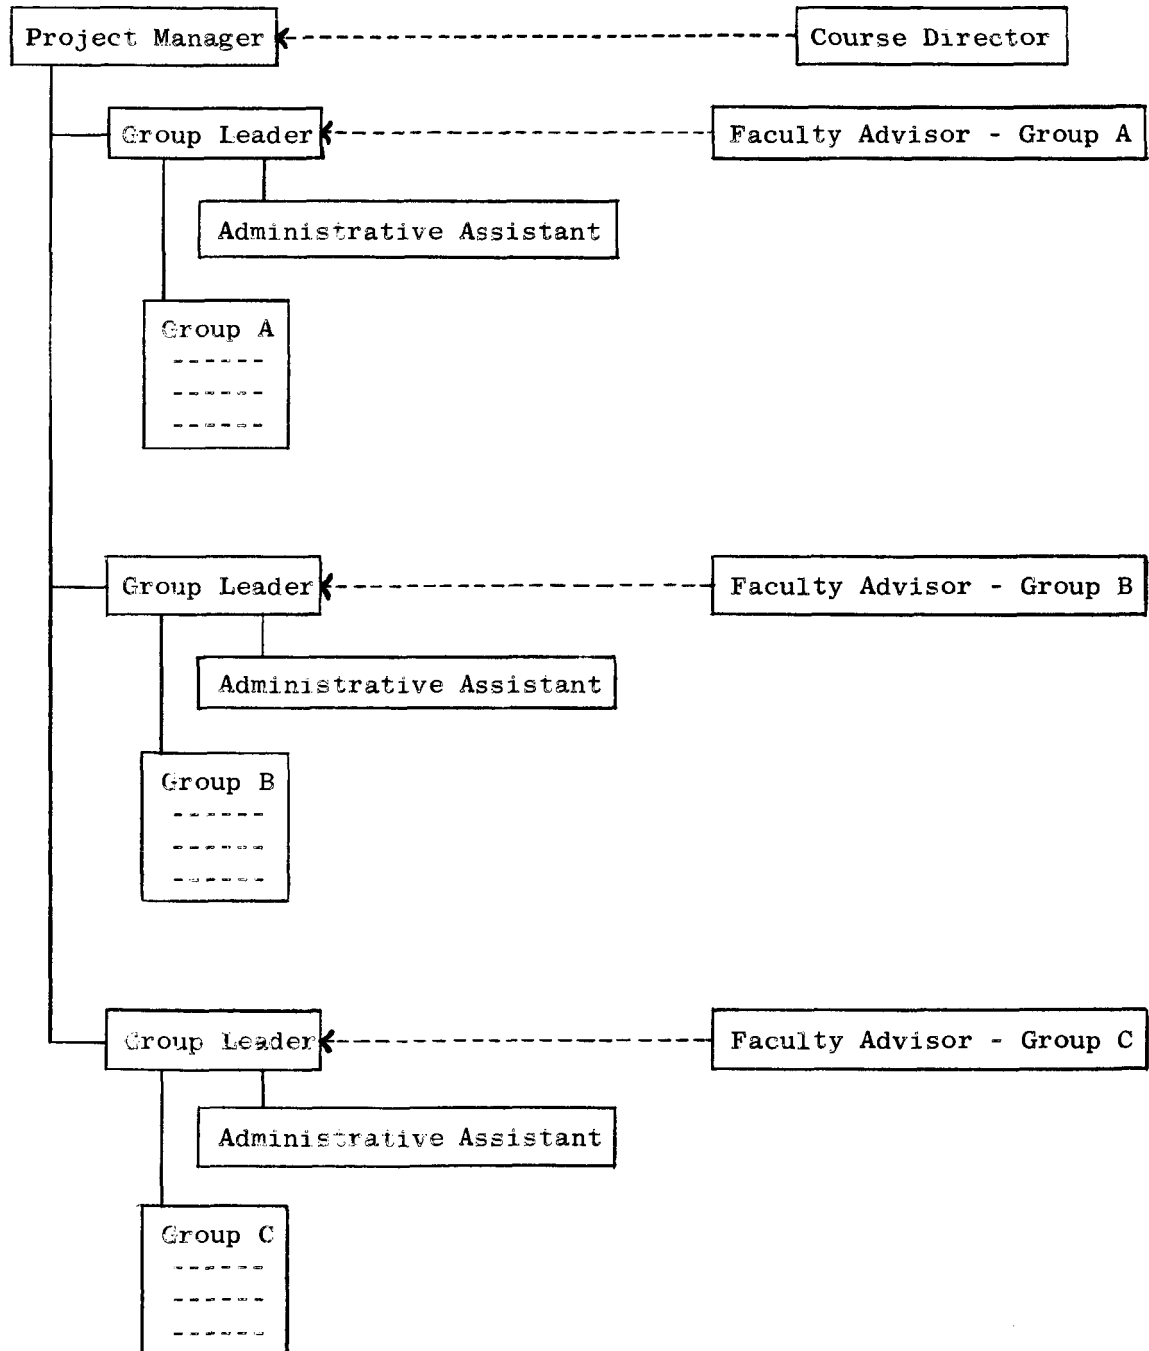 Project Manager
Course Director
Group Leader
Faculty Advisor - Group A
Administrative Assistant
Group A
------
------
------
Group Leader
Faculty Advisor - Group B
Administrative Assistant
Group B
------
------
------
Group Leader
Faculty Advisor - Group C
Administrative Assistant
Group C
------
------
------